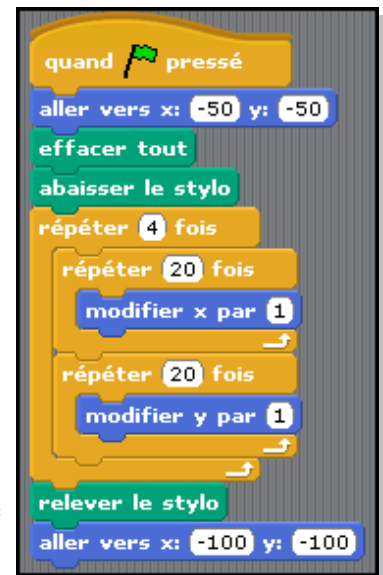 quand pressé
aller vers x: -50 y: -50
effacer tout
abaisser le stylo
répéter 4 fois
répéter 20 fois
modifier x par 1
répéter 20 fois
modifier y par 1
relever le stylo
aller vers x: -100 y: -100